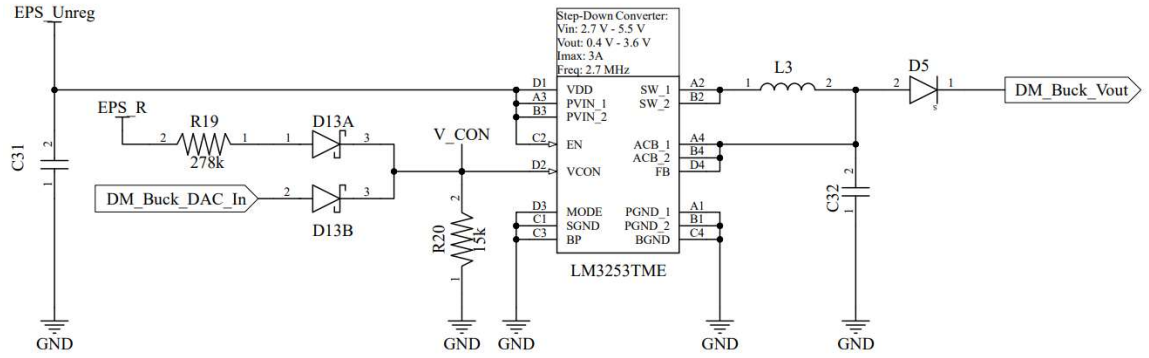 EPS_Unreg
Step-Down Converter:
Vin: 2.7 V - 5.5 V
Vout: 0.4 V - 3.6 V
Imax: 3A
Freq: 2.7 MHz
D1 VDD
A3 PVIN_1
B3 PVIN_2
C2 EN
D2 VCON
D3 MODE
C1 SGND
C3 BP
SW_1 A2
SW_2 B2
ACB_1 A4
ACB_2 B4
FB D4
PGND_1 A1
PGND_2 B1
BGND C4
LM3253TME
1 L3 2
D5
2 1
s
DM_Buck_Vout
EPS_R
R19
2 1
278k
D13A
1 3
V_CON
DM_Buck_DAC_In
2 3
D13B
C31
2
1
R20
15k
2
1
C32
2
1
GND
GND
GND
GND
GND